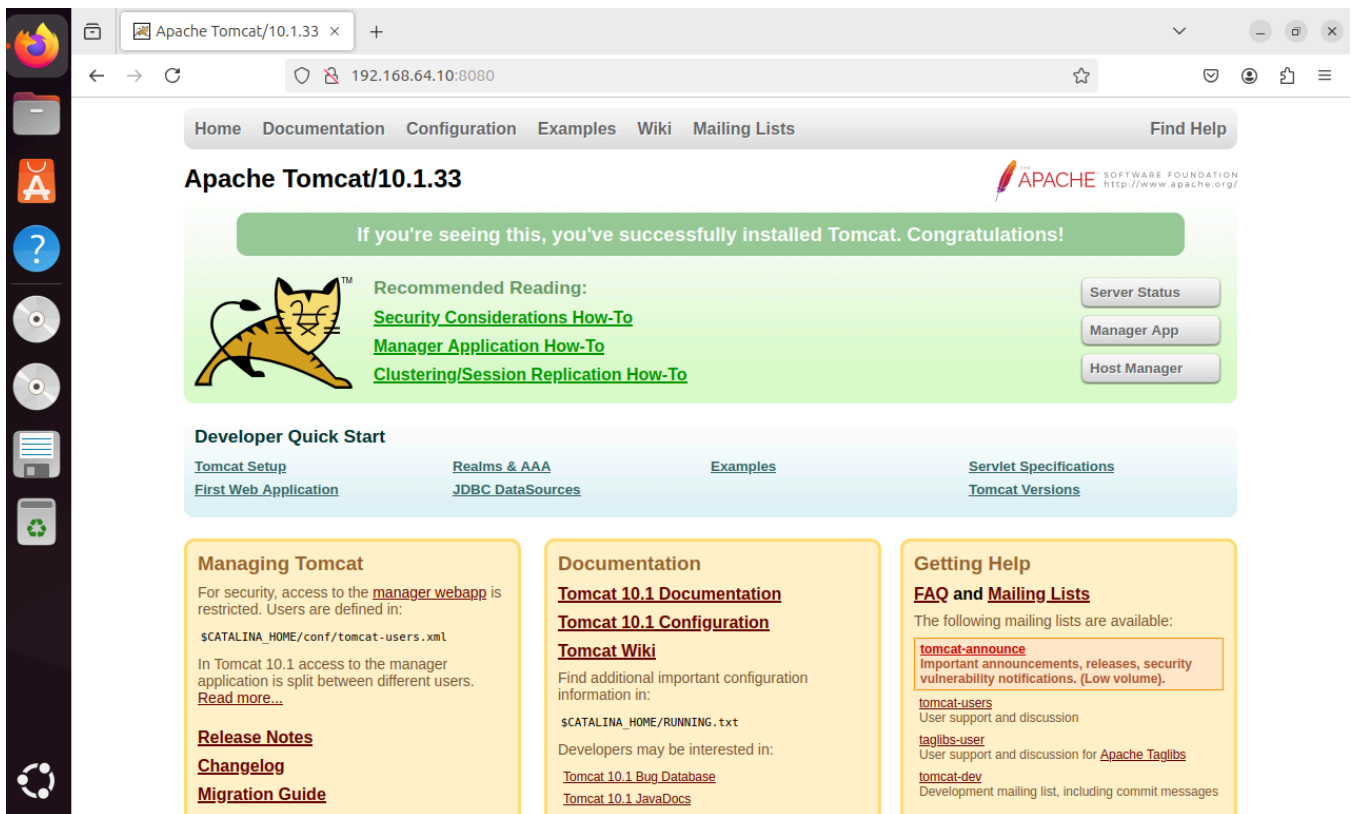 Apache Tomcat/10.1.33
192.168.64.10:8080
Home Documentation Configuration Examples Wiki Mailing Lists Find Help
Apache Tomcat/10.1.33
THE
APACHE SOFTWARE FOUNDATION
http://www.apache.org/
If you're seeing this, you've successfully installed Tomcat. Congratulations!
TM
Recommended Reading:
Security Considerations How-To
Manager Application How-To
Clustering/Session Replication How-To
Server Status
Manager App
Host Manager
Developer Quick Start
Tomcat Setup
First Web Application
Realms & AAA
JDBC DataSources
Examples
Servlet Specifications
Tomcat Versions
Managing Tomcat
For security, access to the manager webapp is
restricted. Users are defined in:
$CATALINA_HOME/conf/tomcat-users.xml
In Tomcat 10.1 access to the manager
application is split between different users.
Read more...
Release Notes
Changelog
Migration Guide
Documentation
Tomcat 10.1 Documentation
Tomcat 10.1 Configuration
Tomcat Wiki
Find additional important configuration
information in:
$CATALINA_HOME/RUNNING.txt
Developers may be interested in:
Tomcat 10.1 Bug Database
Tomcat 10.1 JavaDocs
Getting Help
FAQ and Mailing Lists
The following mailing lists are available:
tomcat-announce
Important announcements, releases, security
vulnerability notifications. (Low volume).
tomcat-users
User support and discussion
taglibs-user
User support and discussion for Apache Taglibs
tomcat-dev
Development mailing list, including commit messages